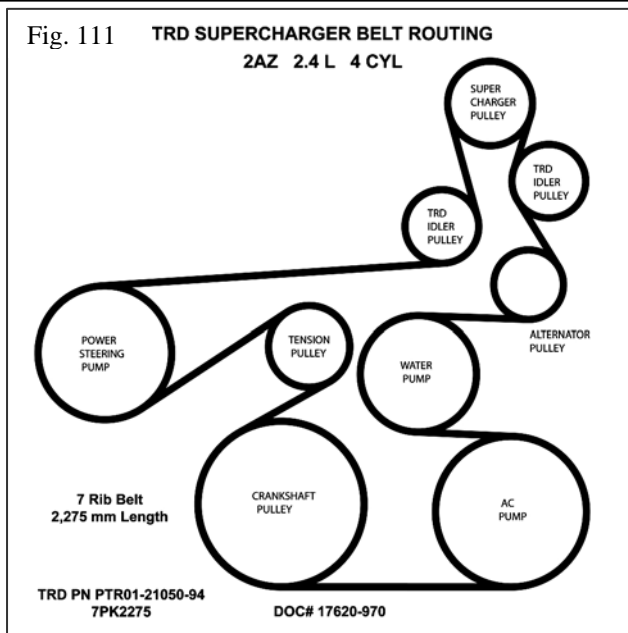 Fig. 111
TRD SUPERCHARGER BELT ROUTING
2AZ 2.4 L 4 CYL
SUPER
CHARGER
PULLEY
TRD
IDLER
PULLEY
TRD
IDLER
PULLEY
ALTERNATOR
PULLEY
POWER
STEERING
PUMP
TENSION
PULLEY
WATER
PUMP
CRANKSHAFT
PULLEY
AC
PUMP
7 Rib Belt
2,275 mm Length
TRD PN PTR01-21050-94
7PK2275
DOC# 17620-970